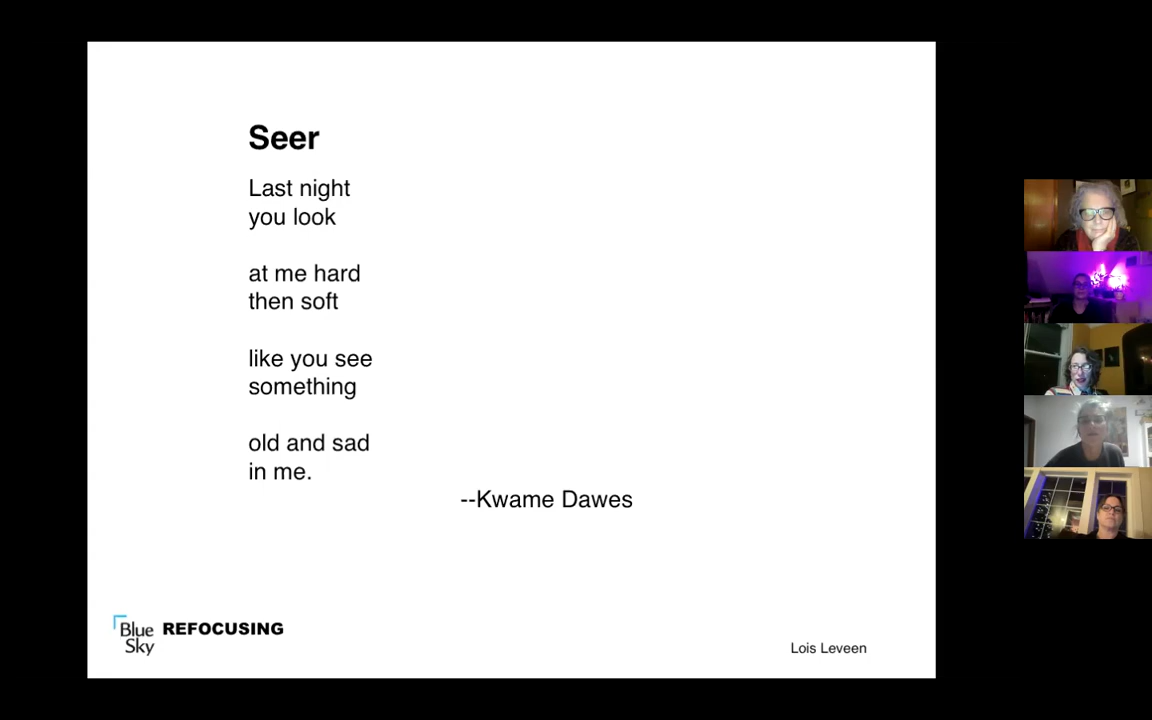 Seer
Last night
you look
at me hard
then soft
like you see
something
old and sad
in me.
--Kwame Dawes
Blue
Sky
REFOCUSING
Lois Leveen